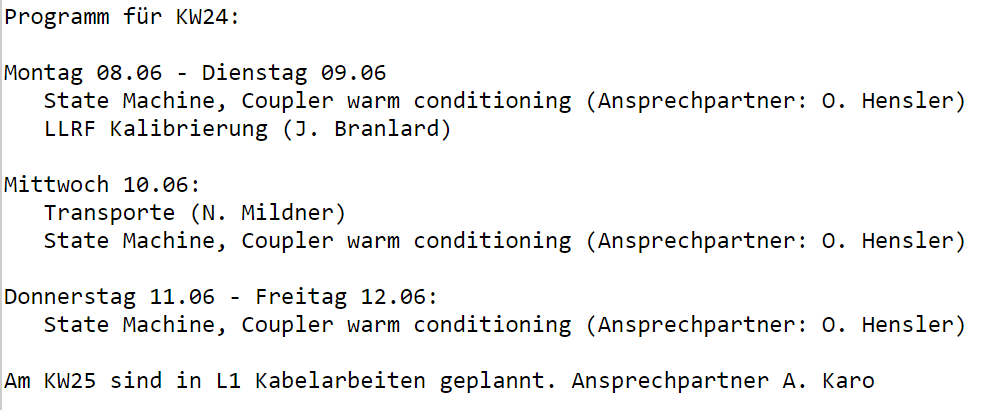 Programm für KW24:
Montag 08.06 - Dienstag 09.06
State Machine, Coupler warm conditioning (Ansprechpartner: O. Hensler)
LLRF Kalibrierung (J. Branlard)
Mittwoch 10.06:
Transporte (N. Mildner)
State Machine, Coupler warm conditioning (Ansprechpartner: O. Hensler)
Donnerstag 11.06 - Freitag 12.06:
State Machine, Coupler warm conditioning (Ansprechpartner: O. Hensler)
Am KW25 sind in L1 Kabelarbeiten geplannt. Ansprechpartner A. Karo